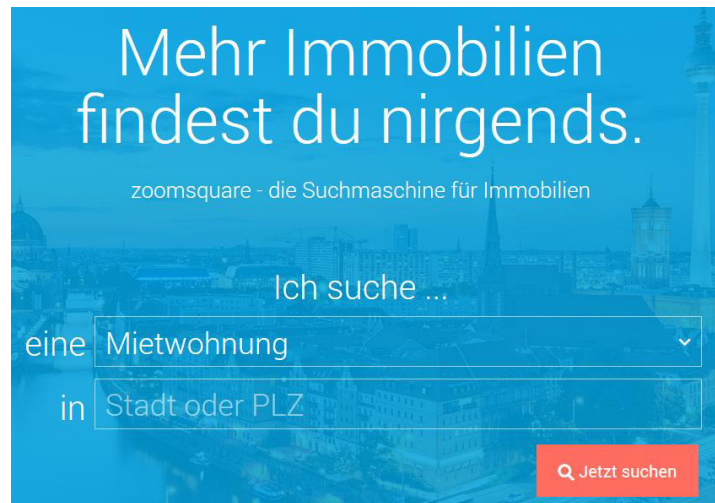 Mehr Immobilien
findest du nirgends.
zoomsquare - die Suchmaschine für Immobilien
Ich suche ...
eine Mietwohnung
in Stadt oder PLZ
Jetzt suchen